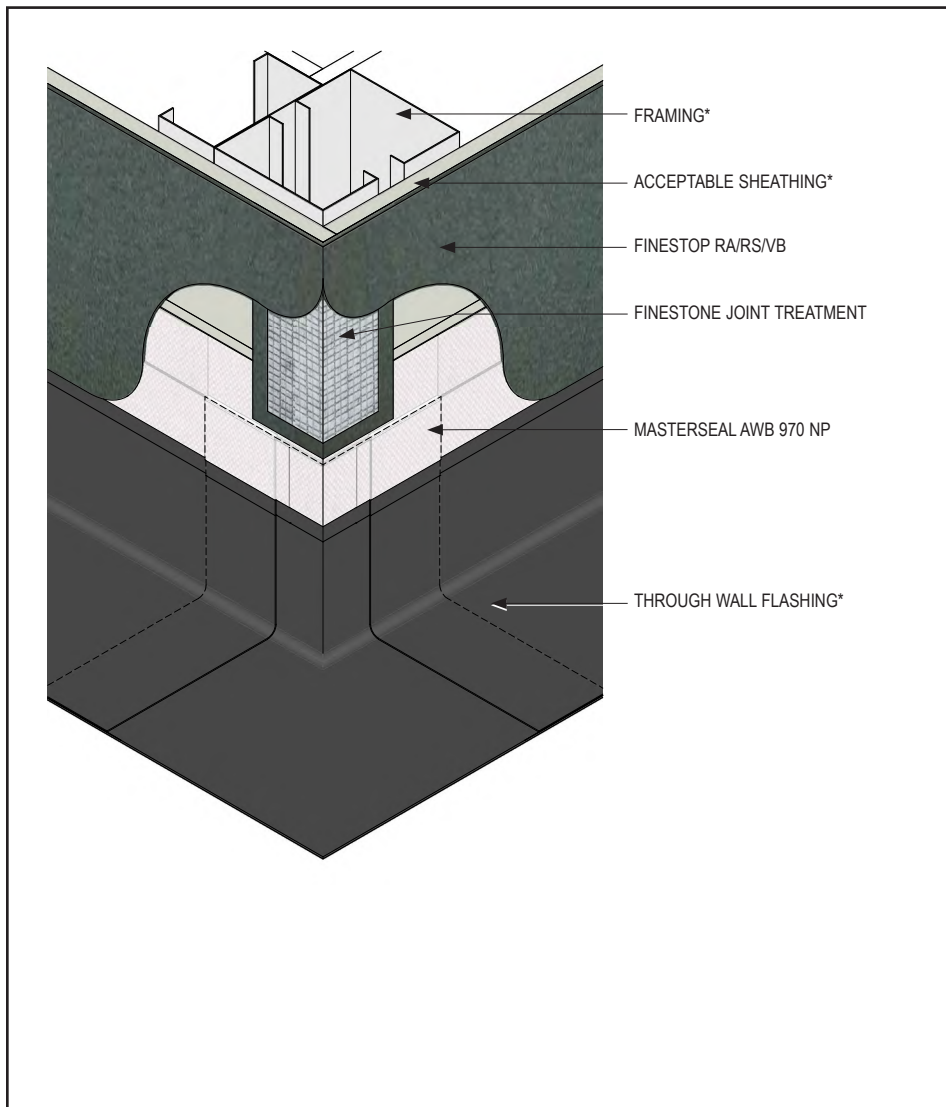 FRAMING*
ACCEPTABLE SHEATHING*
FINESTOP RA/RS/VB
FINESTONE JOINT TREATMENT
MASTERSEAL AWB 970 NP
THROUGH WALL FLASHING*